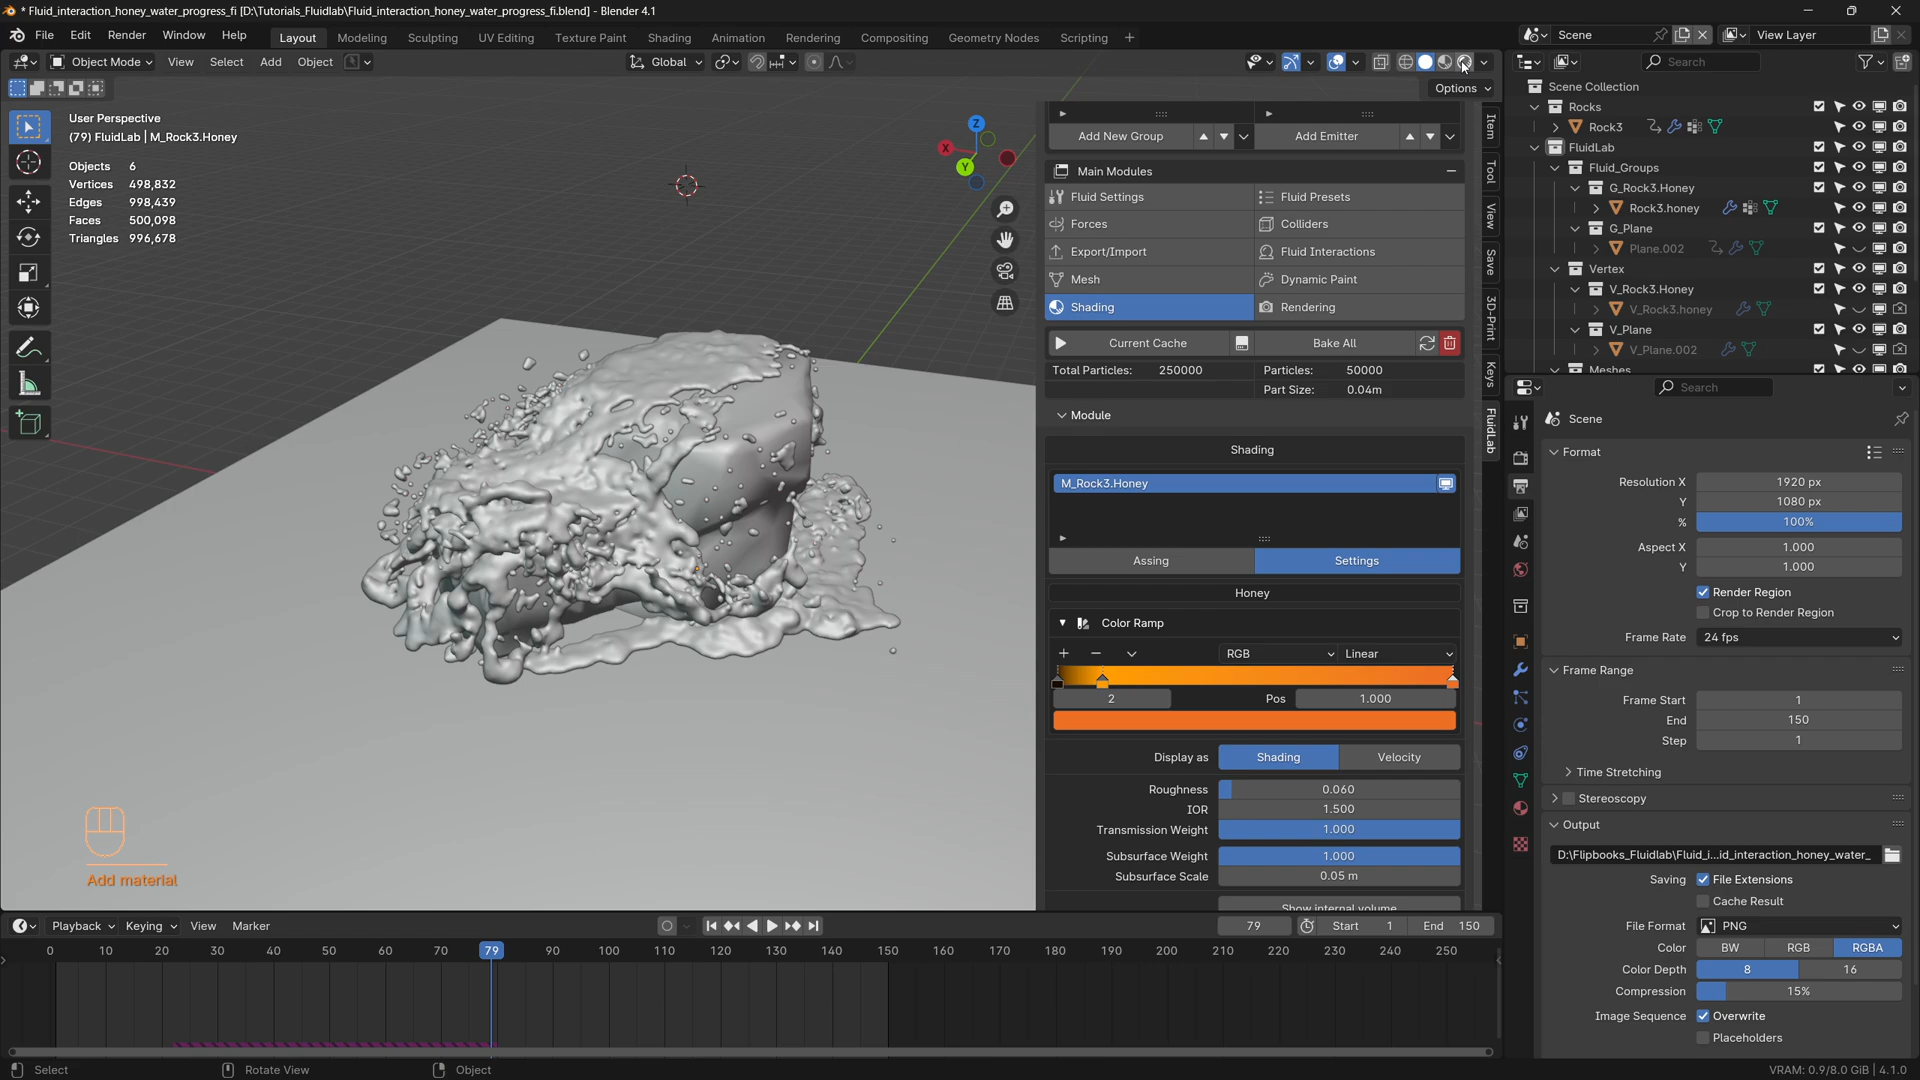 * Fluid_interaction_honey_water_progress_fi [D:\Tutorials_Fluidlab\Fluid_interaction_honey_water_progress_fi.blend] - Blender 4.1
File Edit Render Window Help Layout Modeling Sculpting UV Editing Texture Paint Shading Animation Rendering Compositing Geometry Nodes Scripting + Scene View Layer
Object Mode View Select Add Object Global Search
Options
User Perspective
(79) FluidLab | M_Rock3.Honey
Objects 6
Vertices 498,832
Edges 998,439
Faces 500,098
Triangles 996,678
Z
X
Y
Add material
Add New Group Add Emitter
Main Modules
Fluid Settings Fluid Presets
Forces Colliders
Export/Import Fluid Interactions
Mesh Dynamic Paint
Shading Rendering
Current Cache Bake All
Total Particles: 250000 Particles: 50000
Part Size: 0.04m
Module
Shading
M_Rock3.Honey
Assing Settings
Honey
Color Ramp
RGB Linear
2 Pos 1.000
Display as Shading Velocity
Roughness 0.060
IOR 1.500
Transmission Weight 1.000
Subsurface Weight 1.000
Subsurface Scale 0.05 m
Show internal volume
Item
Tool
View
Save
3D-Print
Keys
FluidLab
Scene Collection
Rocks
Rock3
FluidLab
Fluid_Groups
G_Rock3.Honey
Rock3.honey
G_Plane
Plane.002
Vertex
V_Rock3.Honey
V_Rock3.honey
V_Plane
V_Plane.002
Meshes
Search
Scene
Format
Resolution X 1920 px
Y 1080 px
% 100%
Aspect X 1.000
Y 1.000
Render Region
Crop to Render Region
Frame Rate 24 fps
Frame Range
Frame Start 1
End 150
Step 1
Time Stretching
Stereoscopy
Output
D:\Flipbooks_Fluidlab\Fluid_i...id_interaction_honey_water_
Saving File Extensions
Cache Result
File Format PNG
Color BW RGB RGBA
Color Depth 8 16
Compression 15%
Image Sequence Overwrite
Placeholders
Playback Keying View Marker 79 Start 1 End 150
0 10 20 30 40 50 60 70 79 90 100 110 120 130 140 150 160 170 180 190 200 210 220 230 240 250
Select Rotate View Object VRAM: 0.9/8.0 GiB | 4.1.0